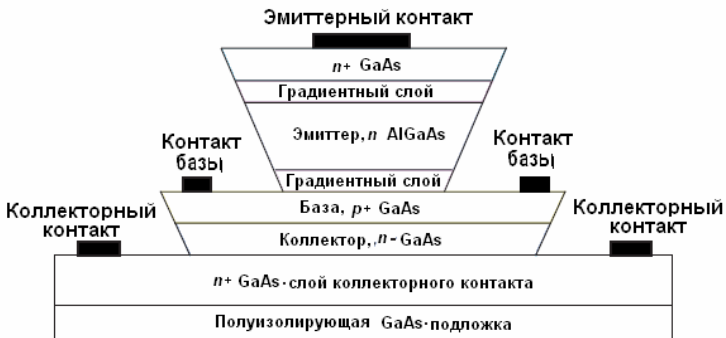 Эмиттерный контакт
n+ GaAs
Градиентный слой
Эмиттер, n AlGaAs
Контакт
базы
Контакт
базы
Градиентный слой
База, p+ GaAs
Коллекторный
контакт
Коллекторный
контакт
Коллектор,,n- GaAs
n+ GaAs-слой коллекторного контакта
Полуизолирующая GaAs-подложка